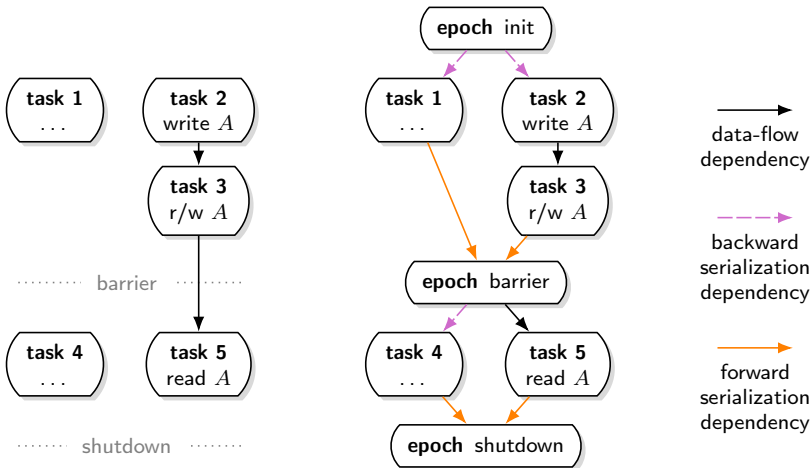 task 1
...
task 2
write A
task 3
r/w A
barrier
task 4
...
task 5
read A
shutdown
epoch init
task 1
...
task 2
write A
task 3
r/w A
epoch barrier
task 4
...
task 5
read A
epoch shutdown
data-flow
dependency
backward
serialization
dependency
forward
serialization
dependency